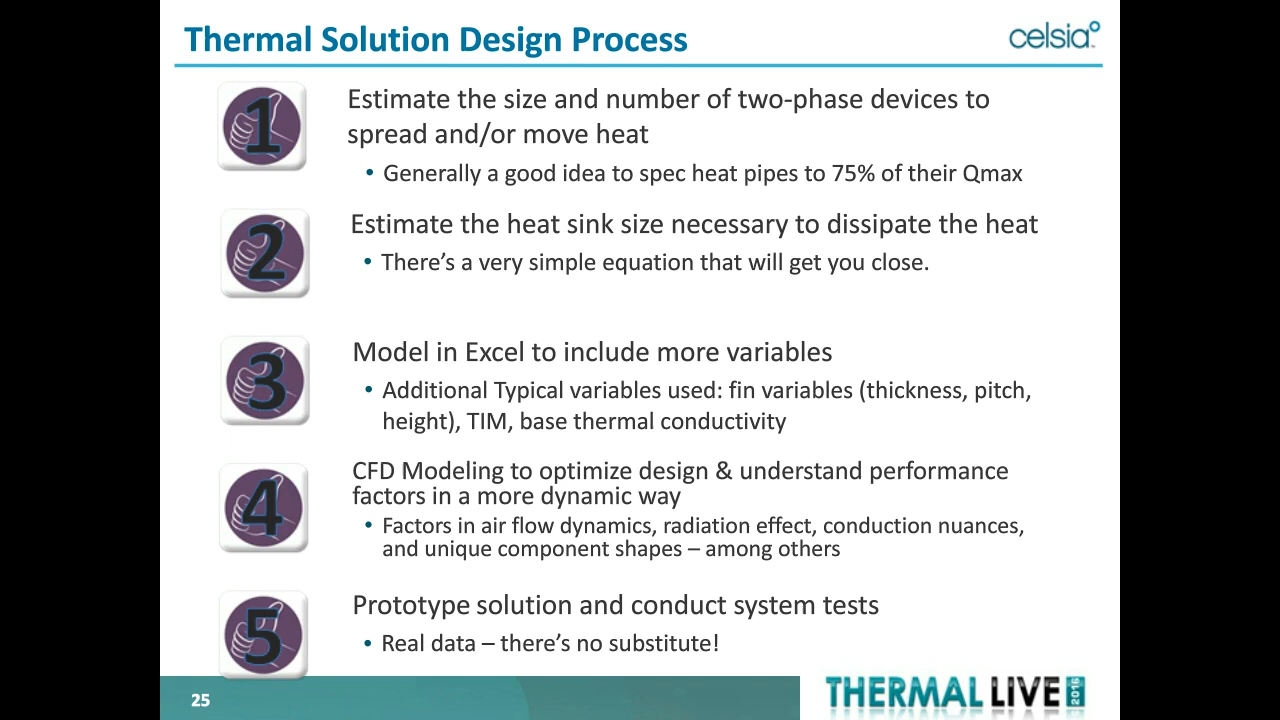 Thermal Solution Design Process
celsia
1
Estimate the size and number of two-phase devices to
spread and/or move heat
• Generally a good idea to spec heat pipes to 75% of their Qmax
2
Estimate the heat sink size necessary to dissipate the heat
• There’s a very simple equation that will get you close.
3
Model in Excel to include more variables
• Additional Typical variables used: fin variables (thickness, pitch,
height), TIM, base thermal conductivity
4
CFD Modeling to optimize design & understand performance
factors in a more dynamic way
• Factors in air flow dynamics, radiation effect, conduction nuances,
and unique component shapes – among others
5
Prototype solution and conduct system tests
• Real data – there’s no substitute!
25
THERMAL LIVE 2016